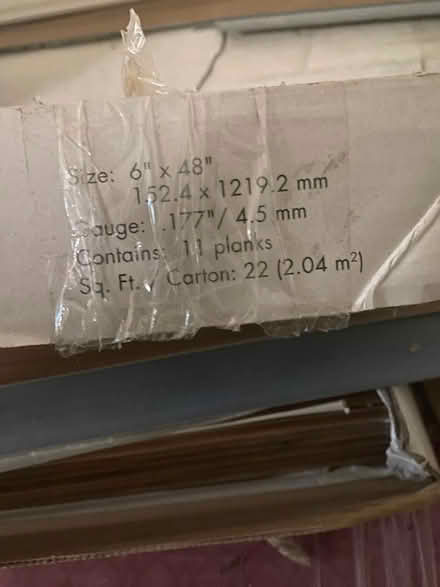 Size: 6" x 48"
152.4 x 1219.2 mm
Gauge: .177"/ 4.5 mm
Contains: 11 planks
Sq. Ft. / Carton: 22 (2.04 m²)